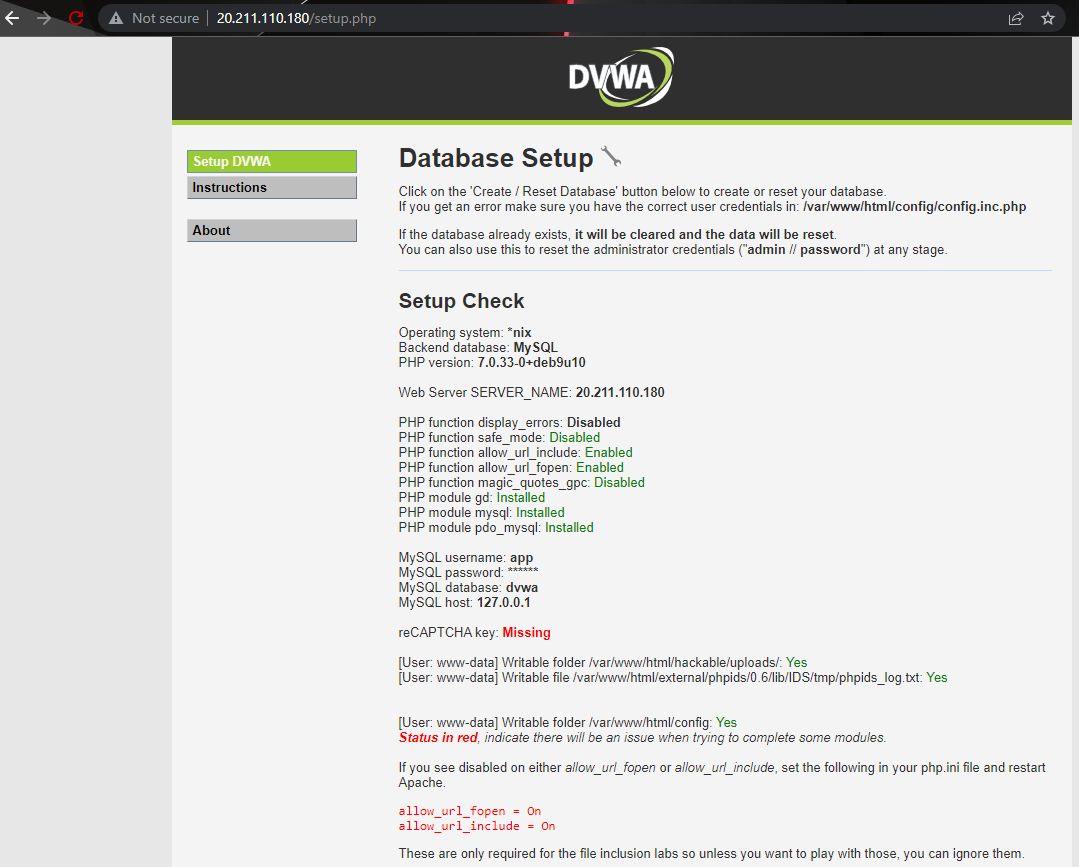 Not secure | 20.211.110.180/setup.php
DVWA
Setup DVWA
Instructions
About
Database Setup
Click on the 'Create / Reset Database' button below to create or reset your database.
If you get an error make sure you have the correct user credentials in: /var/www/html/config/config.inc.php
If the database already exists, it will be cleared and the data will be reset.
You can also use this to reset the administrator credentials ("admin // password") at any stage.
Setup Check
Operating system: *nix
Backend database: MySQL
PHP version: 7.0.33-0+deb9u10
Web Server SERVER_NAME: 20.211.110.180
PHP function display_errors: Disabled
PHP function safe_mode: Disabled
PHP function allow_url_include: Enabled
PHP function allow_url_fopen: Enabled
PHP function magic_quotes_gpc: Disabled
PHP module gd: Installed
PHP module mysql: Installed
PHP module pdo_mysql: Installed
MySQL username: app
MySQL password: ******
MySQL database: dvwa
MySQL host: 127.0.0.1
reCAPTCHA key: Missing
[User: www-data] Writable folder /var/www/html/hackable/uploads/: Yes
[User: www-data] Writable file /var/www/html/external/phpids/0.6/lib/IDS/tmp/phpids_log.txt: Yes
[User: www-data] Writable folder /var/www/html/config: Yes
Status in red, indicate there will be an issue when trying to complete some modules.
If you see disabled on either allow_url_fopen or allow_url_include, set the following in your php.ini file and restart
Apache.
allow_url_fopen = On
allow_url_include = On
These are only required for the file inclusion labs so unless you want to play with those, you can ignore them.